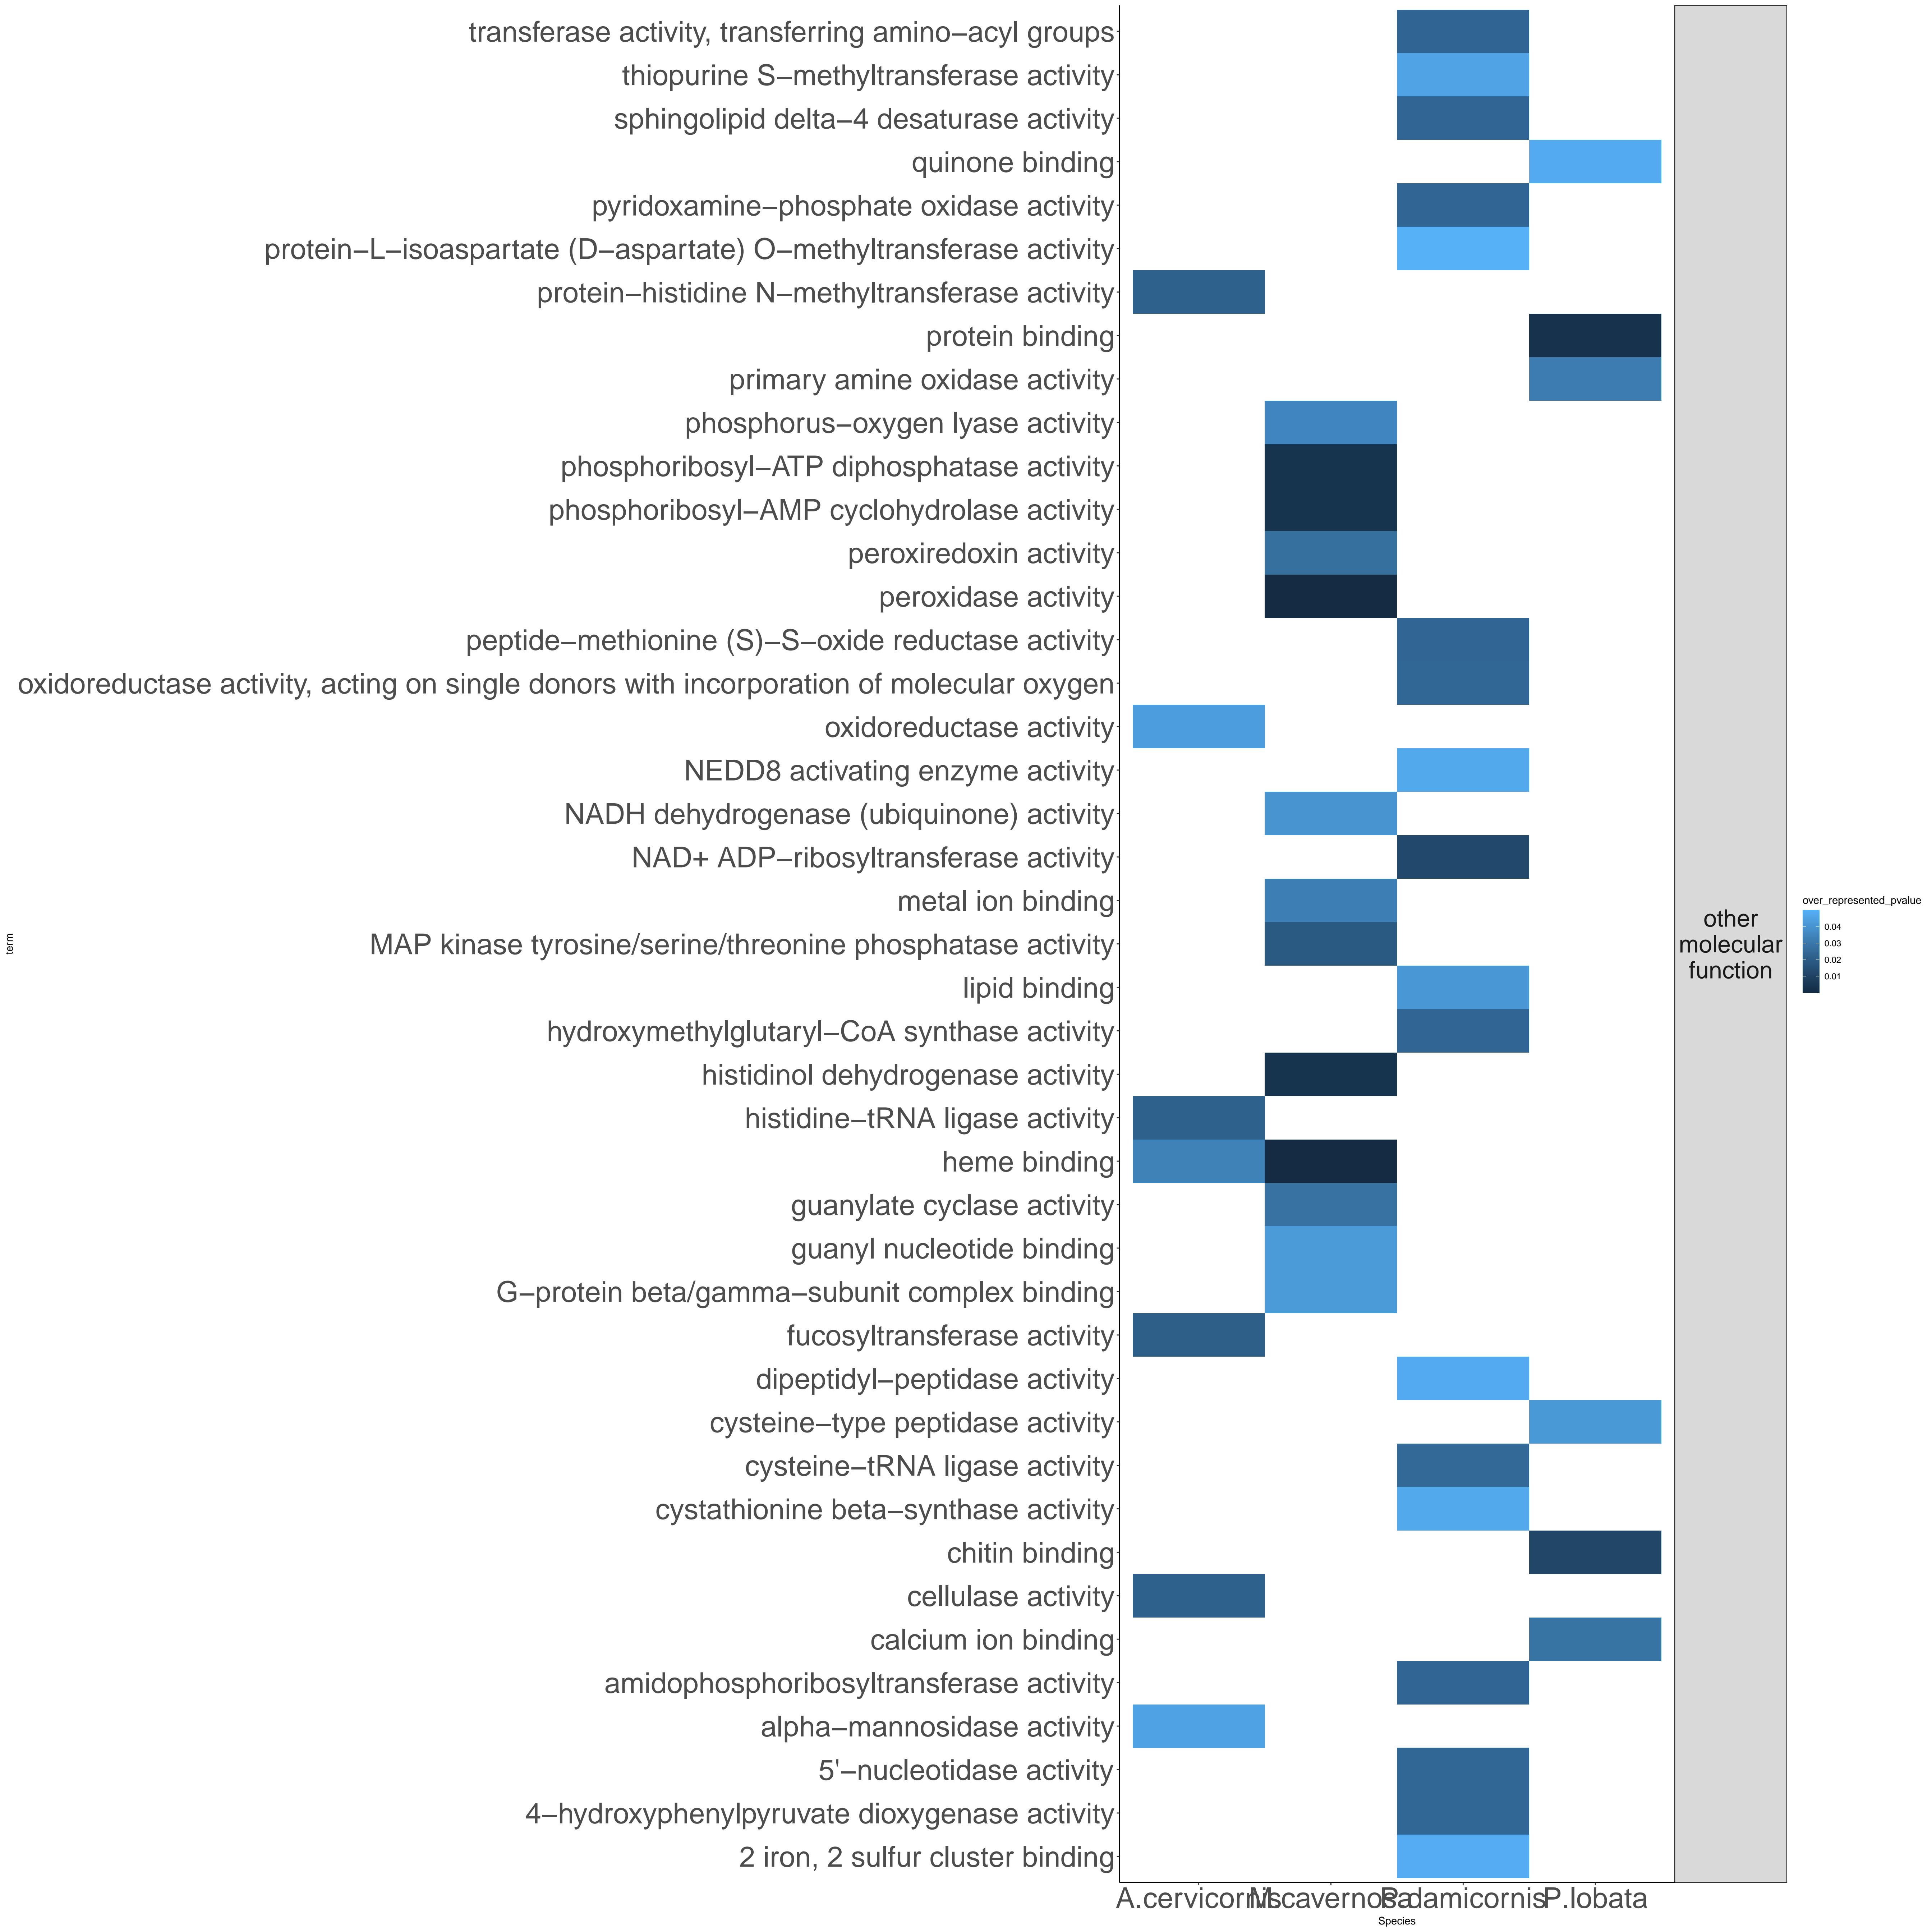 transferase activity, transferring amino−acyl groups
thiopurine S−methyltransferase activity
sphingolipid delta−4 desaturase activity
quinone binding
pyridoxamine−phosphate oxidase activity
protein−L−isoaspartate (D−aspartate) O−methyltransferase activity
protein−histidine N−methyltransferase activity
protein binding
primary amine oxidase activity
phosphorus−oxygen lyase activity
phosphoribosyl−ATP diphosphatase activity
phosphoribosyl−AMP cyclohydrolase activity
peroxiredoxin activity
peroxidase activity
peptide−methionine (S)−S−oxide reductase activity
oxidoreductase activity, acting on single donors with incorporation of molecular oxygen
oxidoreductase activity
NEDD8 activating enzyme activity
NADH dehydrogenase (ubiquinone) activity
NAD+ ADP−ribosyltransferase activity
metal ion binding
MAP kinase tyrosine/serine/threonine phosphatase activity
lipid binding
hydroxymethylglutaryl−CoA synthase activity
histidinol dehydrogenase activity
histidine−tRNA ligase activity
heme binding
guanylate cyclase activity
guanyl nucleotide binding
G−protein beta/gamma−subunit complex binding
fucosyltransferase activity
dipeptidyl−peptidase activity
cysteine−type peptidase activity
cysteine−tRNA ligase activity
cystathionine beta−synthase activity
chitin binding
cellulase activity
calcium ion binding
amidophosphoribosyltransferase activity
alpha−mannosidase activity
5'−nucleotidase activity
4−hydroxyphenylpyruvate dioxygenase activity
2 iron, 2 sulfur cluster binding
term
A.cervicornis M.cavernosa P.damicornis P.lobata
Species
other
molecular
function
over_represented_pvalue
0.04
0.03
0.02
0.01